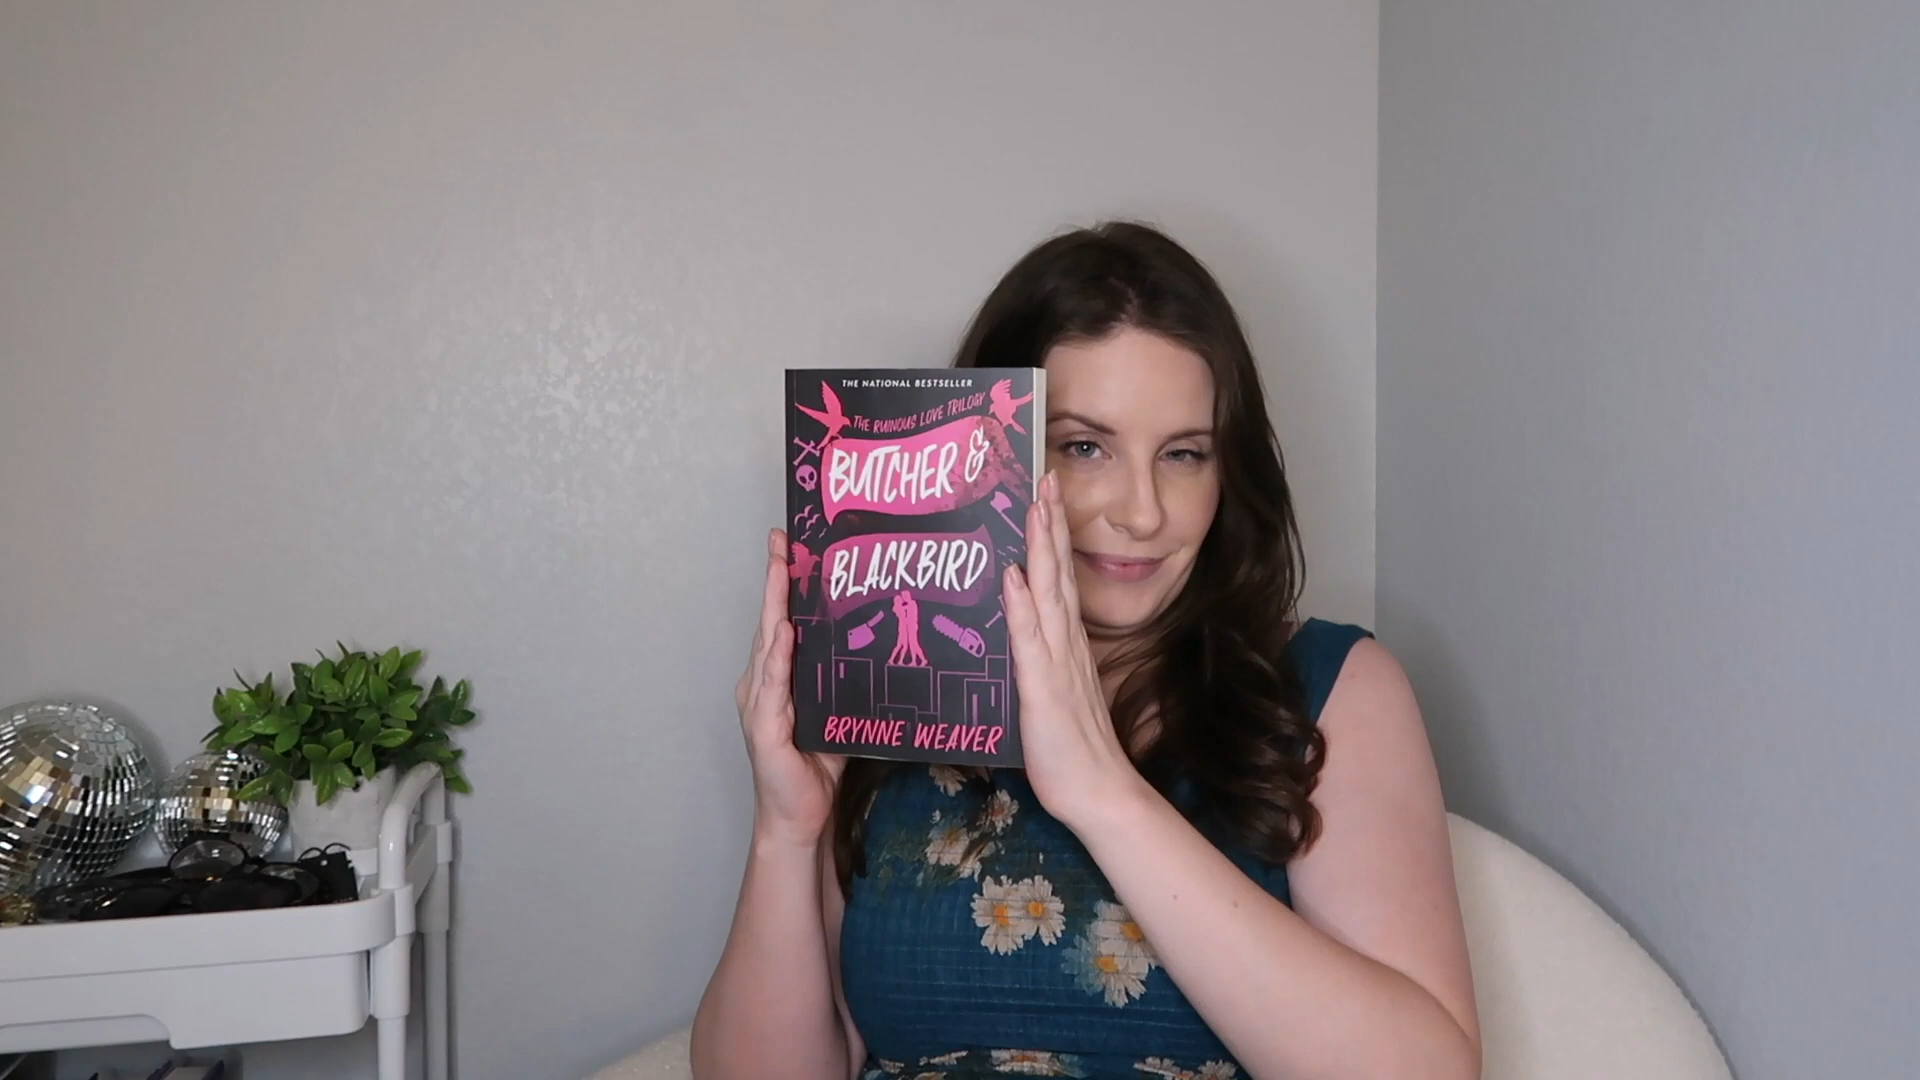 THE NATIONAL BESTSELLER
THE RUINOUS LOVE TRILOGY
BUTCHER &
BLACKBIRD
BRYNNE WEAVER